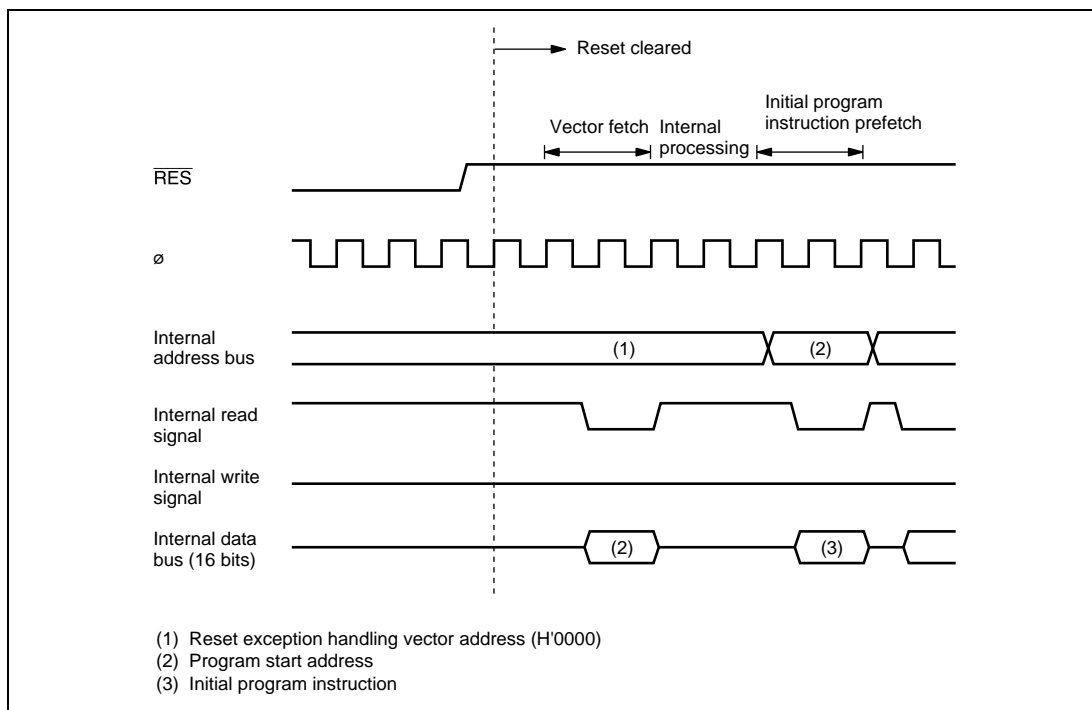 Reset cleared
Vector fetch
Internal
processing
Initial program
instruction prefetch
RES
ø
Internal
address bus
(1)
(2)
Internal read
signal
Internal write
signal
Internal data
bus (16 bits)
(2)
(3)
(1) Reset exception handling vector address (H'0000)
(2) Program start address
(3) Initial program instruction